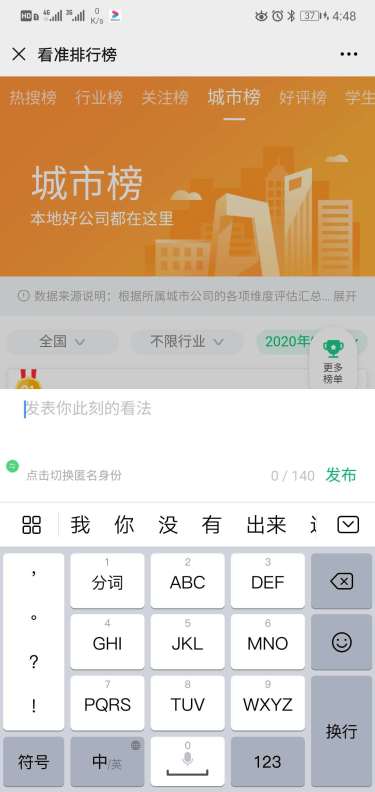 HD 4G 3G 0 K/s 37 4:48
看准排行榜
热搜榜 行业榜 关注榜 城市榜 好评榜 学生
城市榜
本地好公司都在这里
数据来源说明：根据所属城市公司的各项维度评估汇总... 展开
全国 不限行业 2020年
更多
榜单
发表你此刻的看法
点击切换匿名身份 0 / 140 发布
我 你 没 有 出来
， 1 2 3
分词 ABC DEF
。 4 5 6
GHI JKL MNO
? 7 8 9
! PQRS TUV WXYZ 换行
符号 中/英 0 123